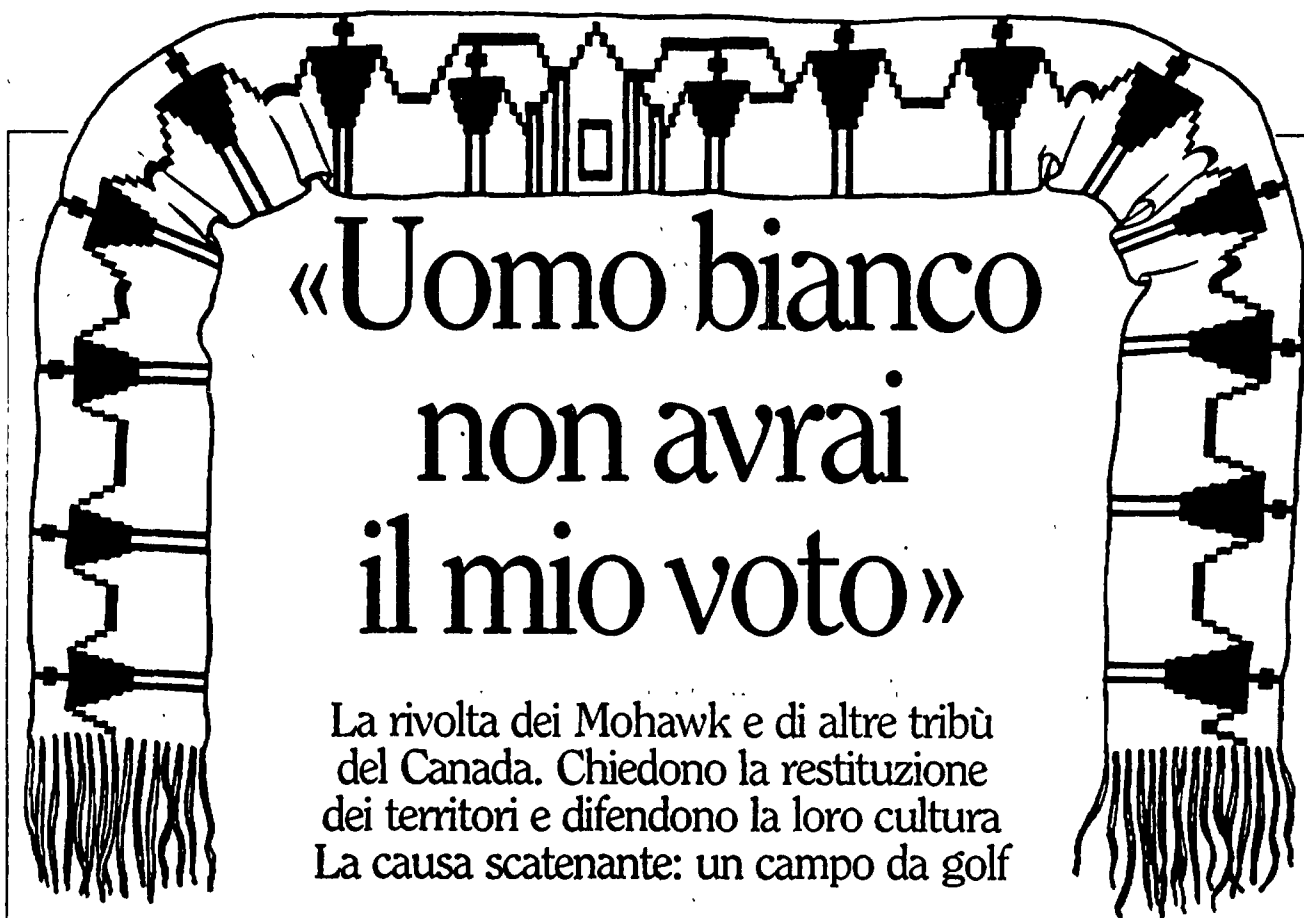 «Uomo bianco
non avrai
il mio voto»
La rivolta dei Mohawk e di altre tribù
del Canada. Chiedono la restituzione
dei territori e difendono la loro cultura
La causa scatenante: un campo da golf